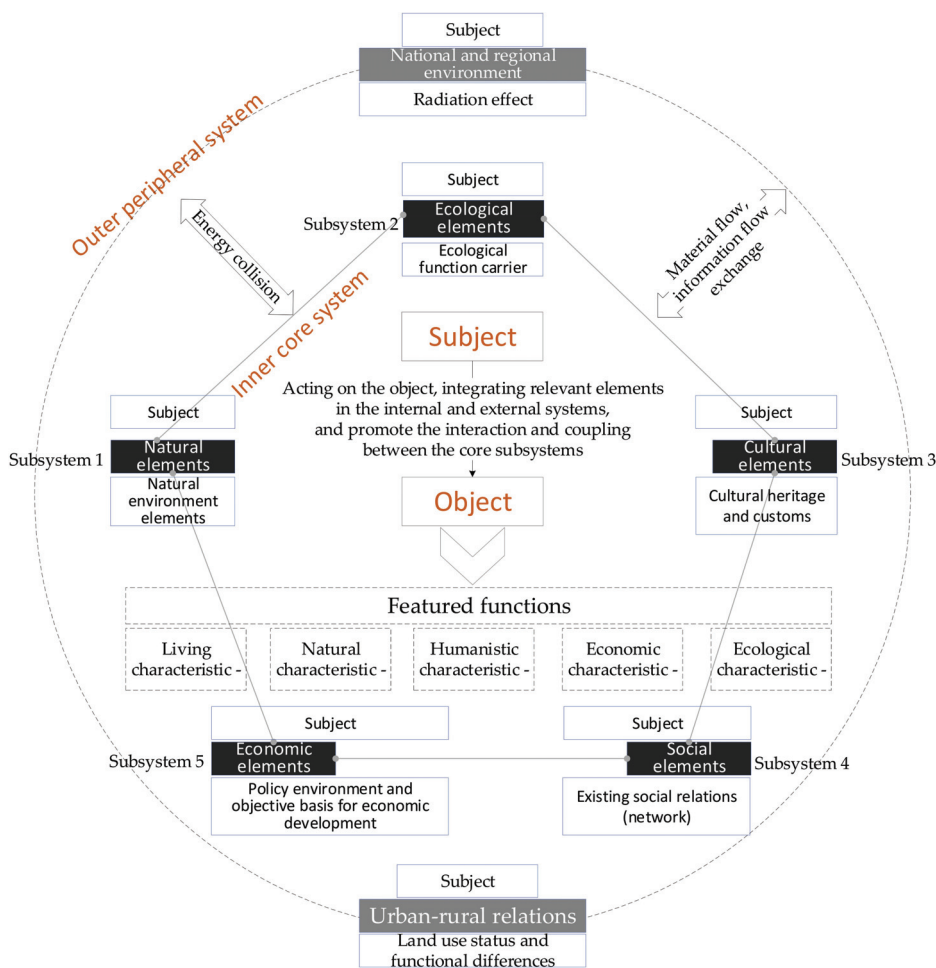 Subject
National and regional
environment
Radiation effect
Outer peripheral system
Energy collision
Inner core system
Material flow,
information flow
exchange
Subject
Subsystem 2
Ecological
elements
Ecological
function carrier
Subject
Acting on the object, integrating relevant elements
in the internal and external systems,
and promote the interaction and coupling
between the core subsystems
Object
Subject
Subsystem 1
Natural
elements
Natural
environment
elements
Subject
Cultural
elements
Subsystem 3
Cultural heritage
and customs
Featured functions
Living
characteristic -
Natural
characteristic -
Humanistic
characteristic -
Economic
characteristic -
Ecological
characteristic -
Subject
Subsystem 5
Economic
elements
Policy environment and
objective basis for economic
development
Subject
Social
elements
Subsystem 4
Existing social relations
(network)
Subject
Urban-rural relations
Land use status and
functional differences